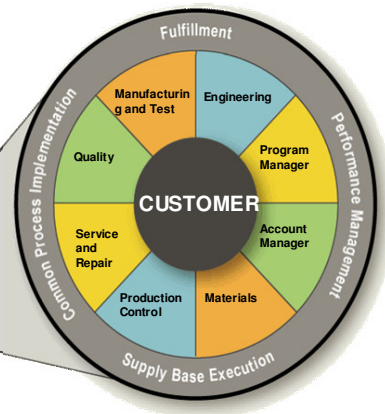 Fulfillment
Manufacturin
g and Test
Engineering
Quality
Program
Manager
Common Process Implementation
Performance Management
CUSTOMER
Service
and
Repair
Account
Manager
Production
Control
Materials
Supply Base Execution